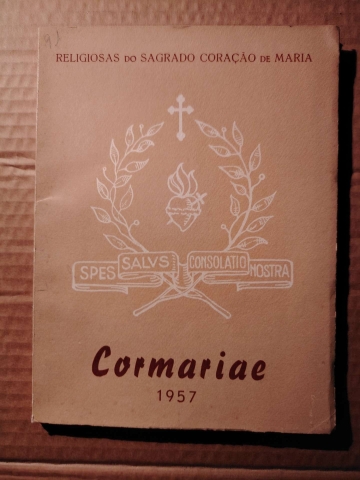 RELIGIOSAS DO SAGRADO CORAÇÃO DE MARIA
SPES SALVS CONSOLATIO NOSTRA
Cormariae
1957